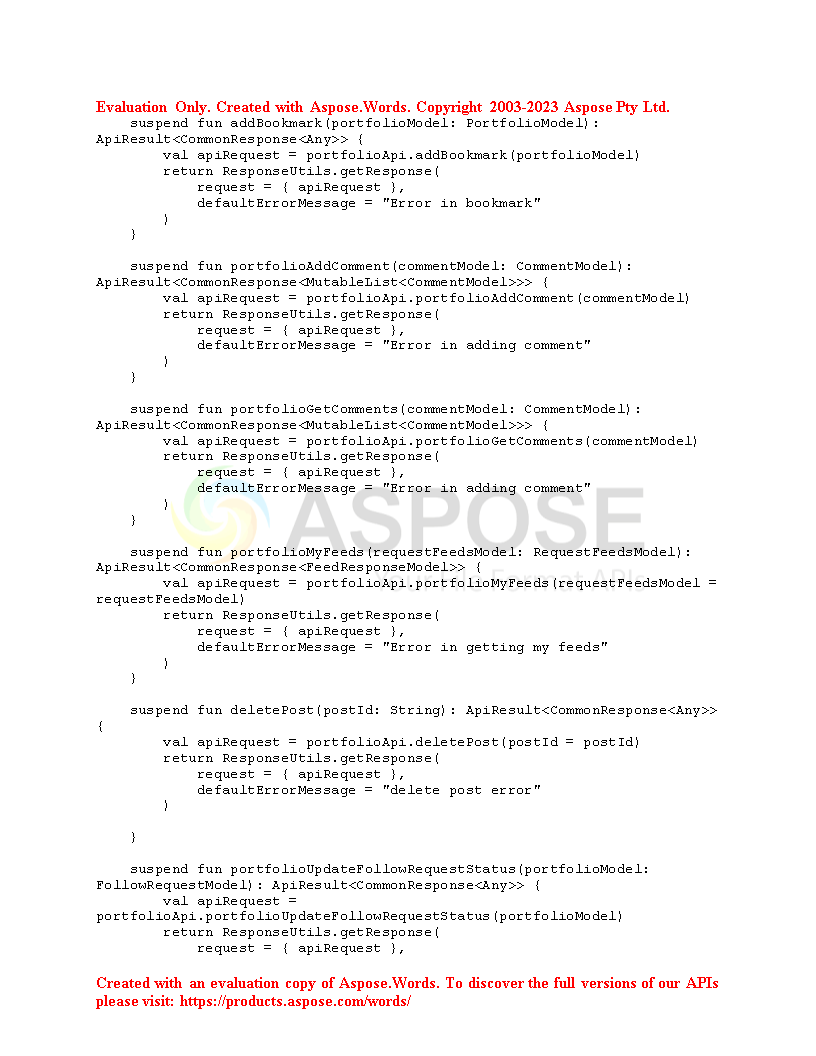 Evaluation Only. Created with Aspose.Words. Copyright 2003-2023 Aspose Pty Ltd.
    suspend fun addBookmark(portfolioModel: PortfolioModel):
ApiResult<CommonResponse<Any>> {
        val apiRequest = portfolioApi.addBookmark(portfolioModel)
        return ResponseUtils.getResponse(
            request = { apiRequest },
            defaultErrorMessage = "Error in bookmark"
        )
    }

    suspend fun portfolioAddComment(commentModel: CommentModel):
ApiResult<CommonResponse<MutableList<CommentModel>>> {
        val apiRequest = portfolioApi.portfolioAddComment(commentModel)
        return ResponseUtils.getResponse(
            request = { apiRequest },
            defaultErrorMessage = "Error in adding comment"
        )
    }

    suspend fun portfolioGetComments(commentModel: CommentModel):
ApiResult<CommonResponse<MutableList<CommentModel>>> {
        val apiRequest = portfolioApi.portfolioGetComments(commentModel)
        return ResponseUtils.getResponse(
            request = { apiRequest },
            defaultErrorMessage = "Error in adding comment"
        )
    }
ASPOSE

    suspend fun portfolioMyFeeds(requestFeedsModel: RequestFeedsModel):
ApiResult<CommonResponse<FeedResponseModel>> {
        val apiRequest = portfolioApi.portfolioMyFeeds(requestFeedsModel =
requestFeedsModel)
        return ResponseUtils.getResponse(
            request = { apiRequest },
            defaultErrorMessage = "Error in getting my feeds"
        )
    }

    suspend fun deletePost(postId: String): ApiResult<CommonResponse<Any>>
{
        val apiRequest = portfolioApi.deletePost(postId = postId)
        return ResponseUtils.getResponse(
            request = { apiRequest },
            defaultErrorMessage = "delete post error"
        )

    }

    suspend fun portfolioUpdateFollowRequestStatus(portfolioModel:
FollowRequestModel): ApiResult<CommonResponse<Any>> {
        val apiRequest =
portfolioApi.portfolioUpdateFollowRequestStatus(portfolioModel)
        return ResponseUtils.getResponse(
            request = { apiRequest },

Created with an evaluation copy of Aspose.Words. To discover the full versions of our APIs
please visit: https://products.aspose.com/words/